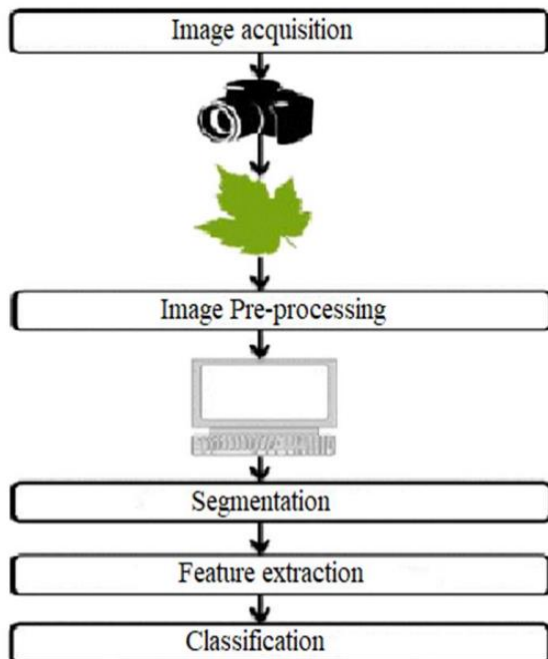 Image acquisition
Image Pre-processing
Segmentation
Feature extraction
Classification